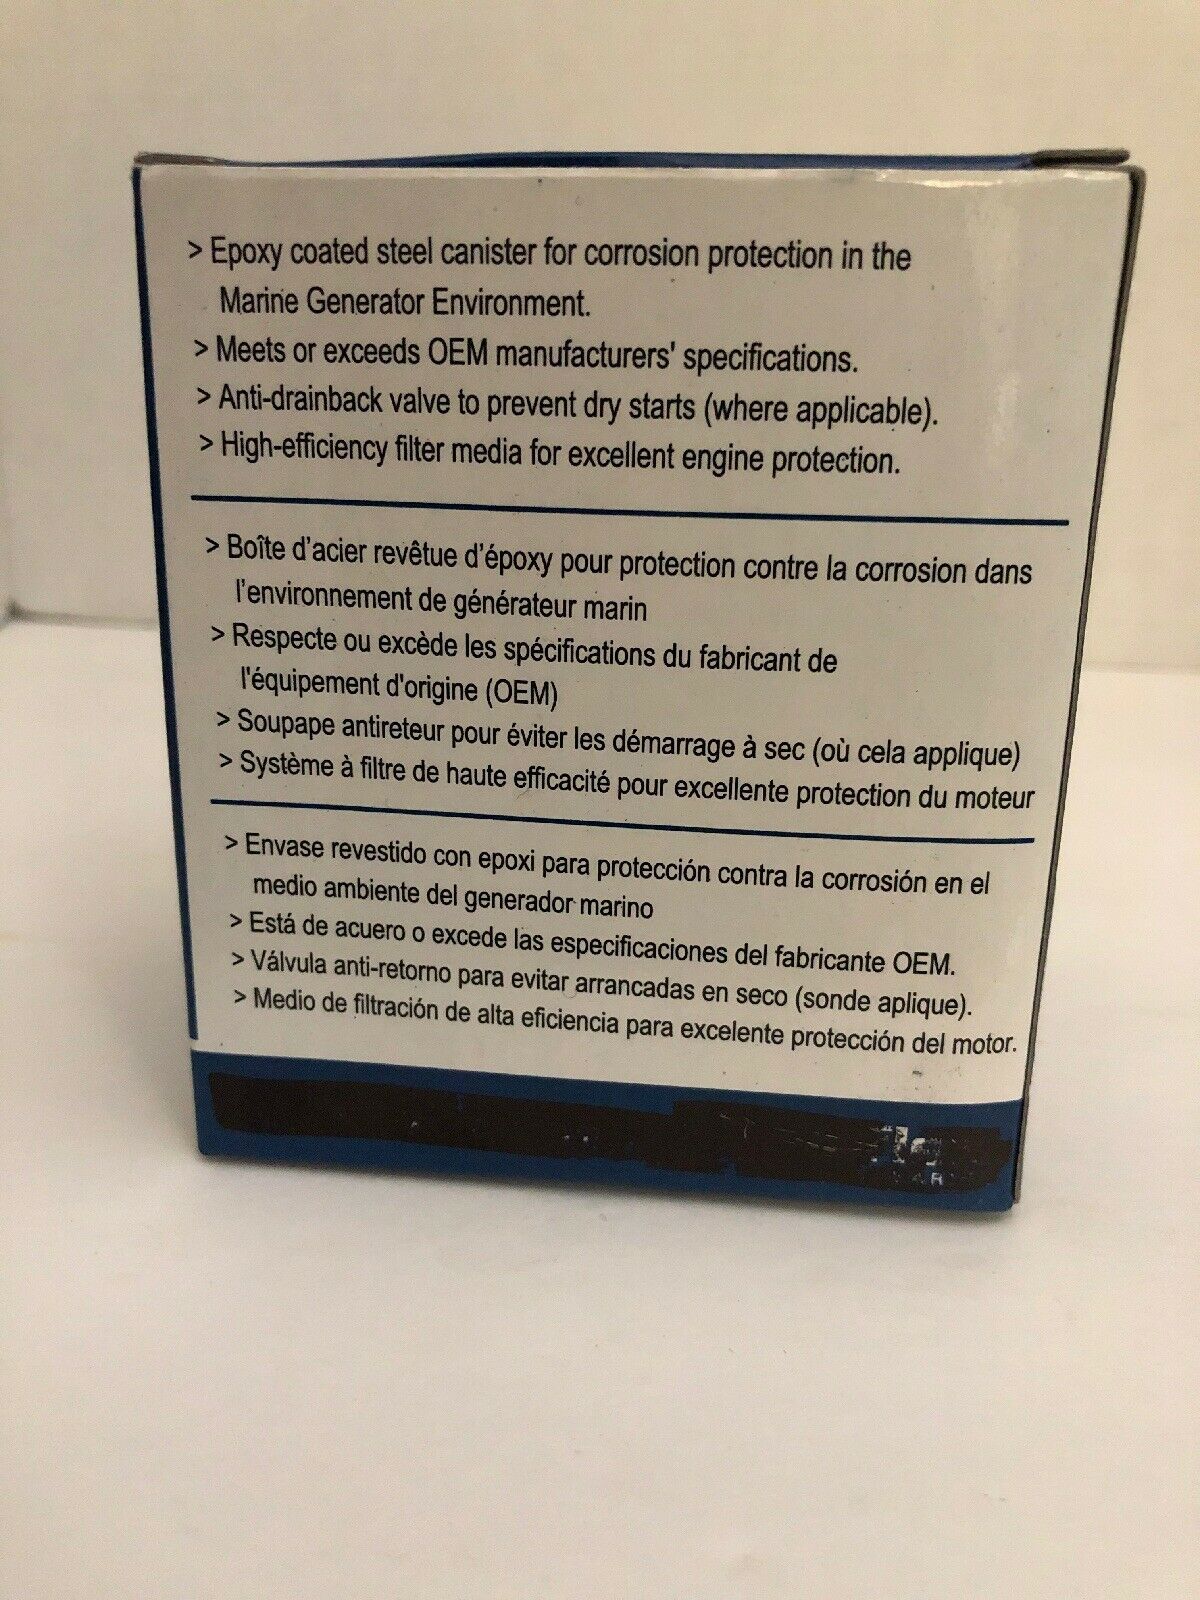 > Epoxy coated steel canister for corrosion protection in the
Marine Generator Environment.
> Meets or exceeds OEM manufacturers' specifications.
> Anti-drainback valve to prevent dry starts (where applicable).
> High-efficiency filter media for excellent engine protection.
> Boîte d'acier revêtue d'époxy pour protection contre la corrosion dans
l'environnement de générateur marin
> Respecte ou excède les spécifications du fabricant de
l'équipement d'origine (OEM)
> Soupape antireteur pour éviter les démarrage à sec (où cela applique)
> Système à filtre de haute efficacité pour excellente protection du moteur
> Envase revestido con epoxi para protección contra la corrosión en el
medio ambiente del generador marino
> Está de acuero o excede las especificaciones del fabricante OEM.
> Válvula anti-retorno para evitar arrancadas en seco (sonde aplique).
> Medio de filtración de alta eficiencia para excelente protección del motor.